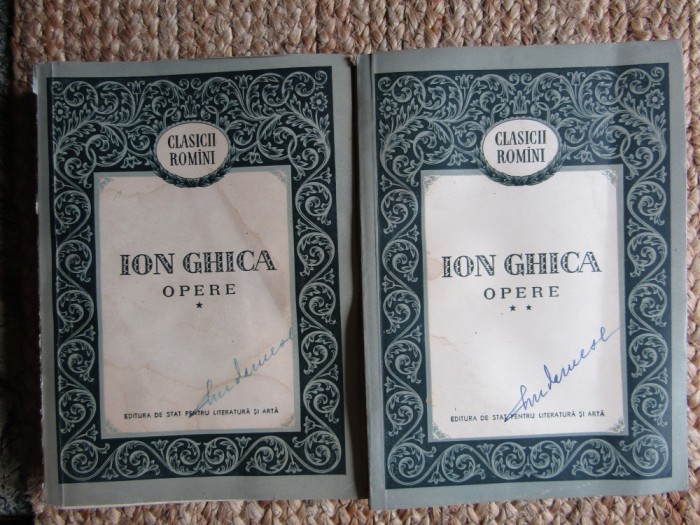 CLASICII
ROMÎNI
ION GHICA
OPERE
*
EDITURA DE STAT PENTRU LITERATURĂ ȘI ARTĂ
CLASICII
ROMÎNI
ION GHICA
OPERE
* *
EDITURA DE STAT PENTRU LITERATURĂ ȘI ARTĂ